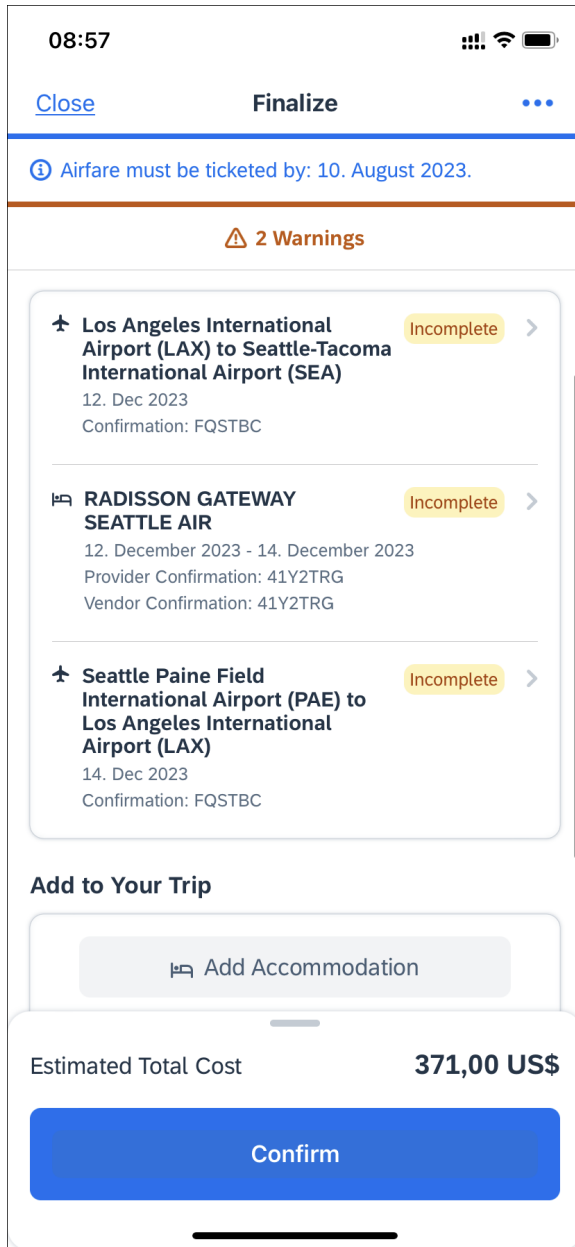 08:57
Close
Finalize
Airfare must be ticketed by: 10. August 2023.
2 Warnings
Los Angeles International
Airport (LAX) to Seattle-Tacoma
International Airport (SEA)
Incomplete
12. Dec 2023
Confirmation: FQSTBC
RADISSON GATEWAY
SEATTLE AIR
Incomplete
12. December 2023 - 14. December 2023
Provider Confirmation: 41Y2TRG
Vendor Confirmation: 41Y2TRG
Seattle Paine Field
International Airport (PAE) to
Los Angeles International
Airport (LAX)
Incomplete
14. Dec 2023
Confirmation: FQSTBC
Add to Your Trip
Add Accommodation
Estimated Total Cost
371,00 US$
Confirm